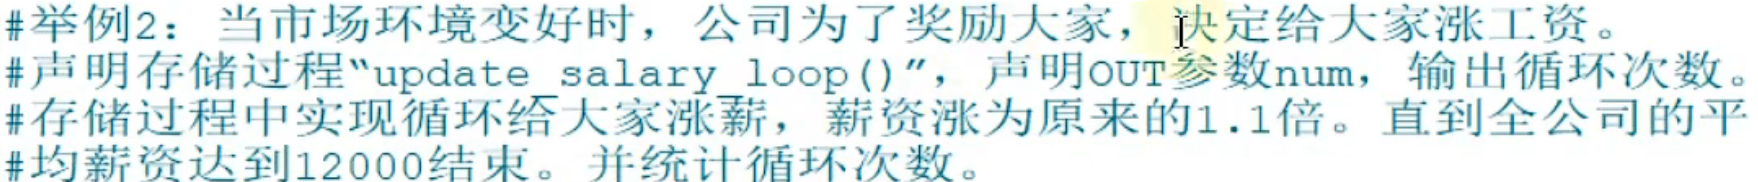 #举例2：当市场环境变好时，公司为了奖励大家，决定给大家涨工资。
#声明存储过程“update_salary_loop()”，声明OUT参数num，输出循环次数。
#存储过程中实现循环给大家涨薪，薪资涨为原来的1.1倍。直到全公司的平
#均薪资达到12000结束。并统计循环次数。